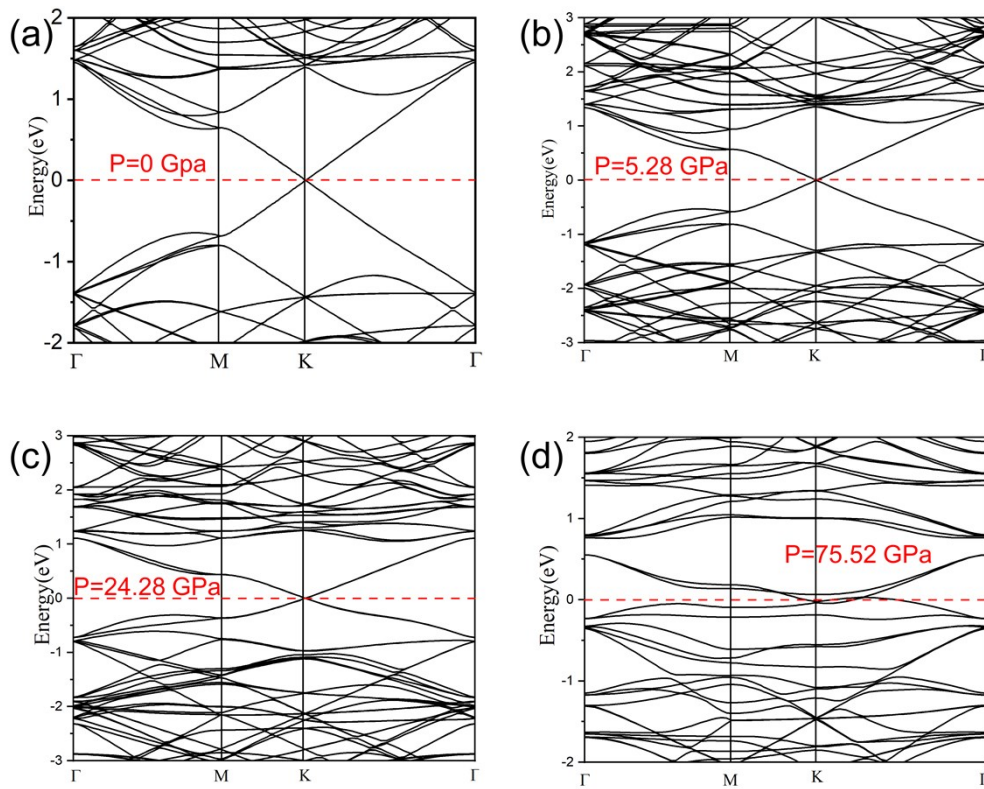 (a)
2
1
0
-1
-2
Energy(eV)
P=0 Gpa
Γ M K Γ
(b)
3
2
1
0
-1
-2
-3
Energy(eV)
P=5.28 GPa
Γ M K
(c)
3
2
1
0
-1
-2
-3
Energy(eV)
P=24.28 GPa
Γ M K Γ
(d)
2
1
0
-1
-2
Energy(eV)
P=75.52 GPa
Γ M K